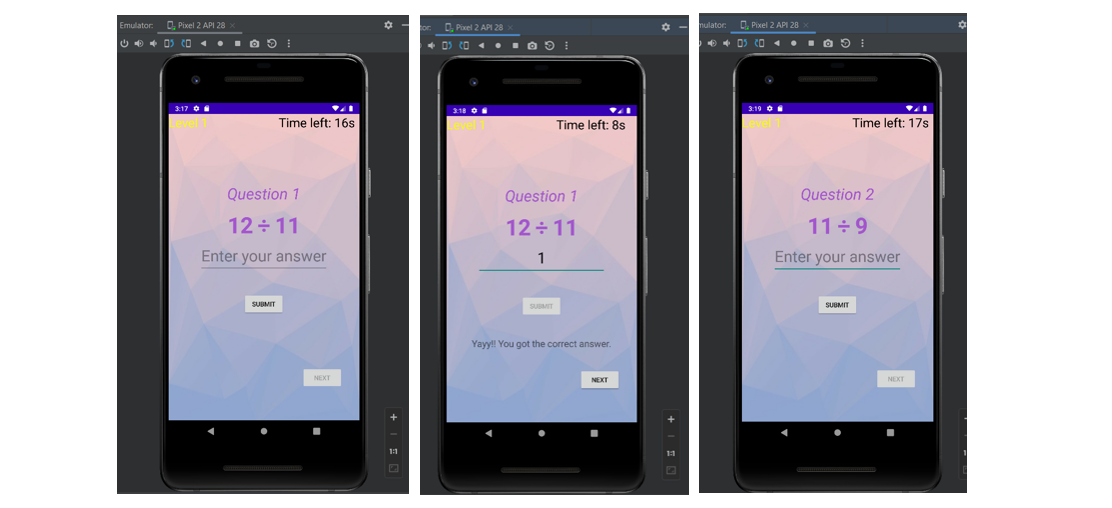 Emulator: Pixel 2 API 28
3:17
Level 1 Time left: 16s
Question 1
12 ÷ 11
Enter your answer
SUBMIT
NEXT
1:1
tor: Pixel 2 API 28
3:18
Level 1 Time left: 8s
Question 1
12 ÷ 11
1
SUBMIT
Yayy!! You got the correct answer.
NEXT
1:1
mulator: Pixel 2 API 28
3:19
Level 1 Time left: 17s
Question 2
11 ÷ 9
Enter your answer
SUBMIT
NEXT
1:1